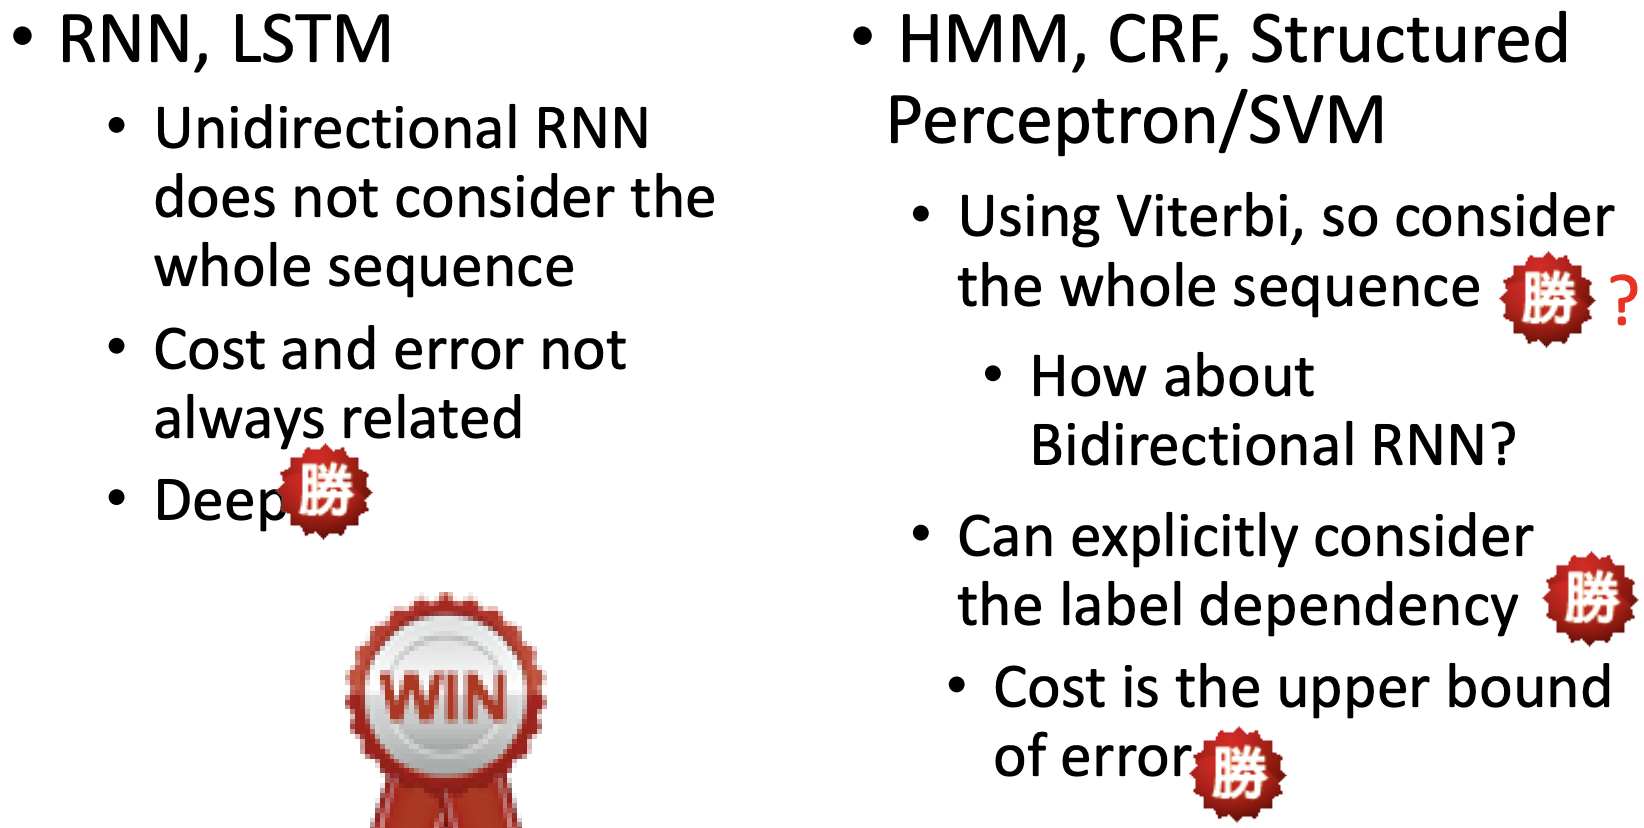 • RNN, LSTM
• Unidirectional RNN
does not consider the
whole sequence
• Cost and error not
always related
• Deep 勝
WIN
• HMM, CRF, Structured
Perceptron/SVM
• Using Viterbi, so consider
the whole sequence 勝 ?
• How about
Bidirectional RNN?
• Can explicitly consider
the label dependency 勝
• Cost is the upper bound
of error 勝